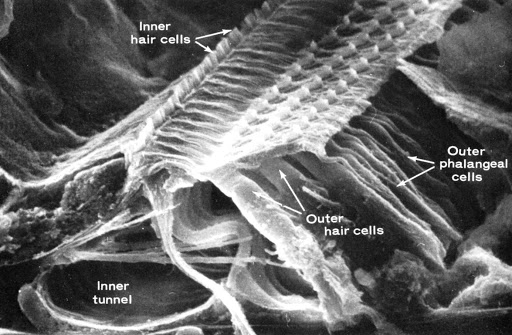 Inner
hair cells
Outer
phalangeal
cells
Outer
hair cells
Inner
tunnel